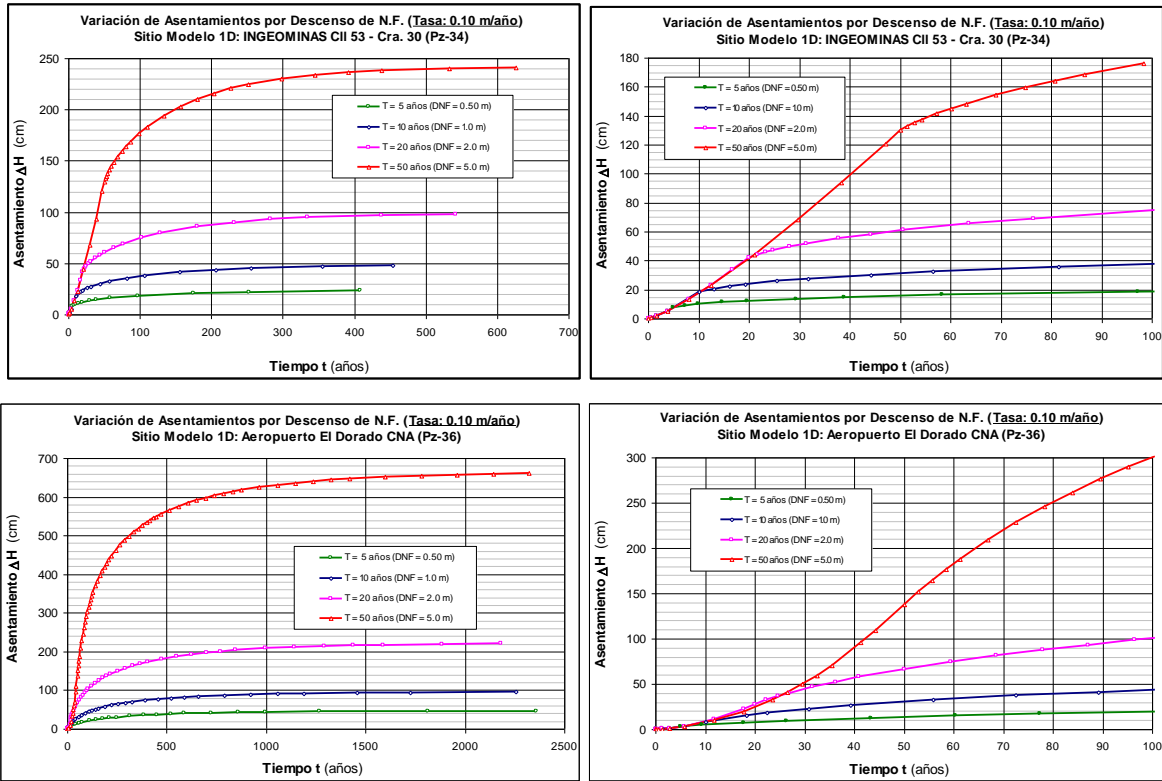 Variación de Asentamientos por Descenso de N.F. (Tasa: 0.10 m/año)
Sitio Modelo 1D: INGEOMINAS Cll 53 - Cra. 30 (Pz-34)
Asentamiento ΔH (cm)
250
200
150
100
50
0
T = 5 años (DNF = 0.50 m)
T = 10 años (DNF = 1.0 m)
T = 20 años (DNF = 2.0 m)
T = 50 años (DNF = 5.0 m)
0 100 200 300 400 500 600 700
Tiempo t (años)
Variación de Asentamientos por Descenso de N.F. (Tasa: 0.10 m/año)
Sitio Modelo 1D: INGEOMINAS Cll 53 - Cra. 30 (Pz-34)
Asentamiento ΔH (cm)
180
160
140
120
100
80
60
40
20
0
T = 5 años (DNF = 0.50 m)
T = 10 años (DNF = 1.0 m)
T = 20 años (DNF = 2.0 m)
T = 50 años (DNF = 5.0 m)
0 10 20 30 40 50 60 70 80 90 100
Tiempo t (años)
Variación de Asentamientos por Descenso de N.F. (Tasa: 0.10 m/año)
Sitio Modelo 1D: Aeropuerto El Dorado CNA (Pz-36)
Asentamiento ΔH (cm)
700
600
500
400
300
200
100
0
T = 5 años (DNF = 0.50 m)
T = 10 años (DNF = 1.0 m)
T = 20 años (DNF = 2.0 m)
T = 50 años (DNF = 5.0 m)
0 500 1000 1500 2000 2500
Tiempo t (años)
Variación de Asentamientos por Descenso de N.F. (Tasa: 0.10 m/año)
Sitio Modelo 1D: Aeropuerto El Dorado CNA (Pz-36)
Asentamiento ΔH (cm)
300
250
200
150
100
50
0
T = 5 años (DNF = 0.50 m)
T = 10 años (DNF = 1.0 m)
T = 20 años (DNF = 2.0 m)
T = 50 años (DNF = 5.0 m)
0 10 20 30 40 50 60 70 80 90 100
Tiempo t (años)